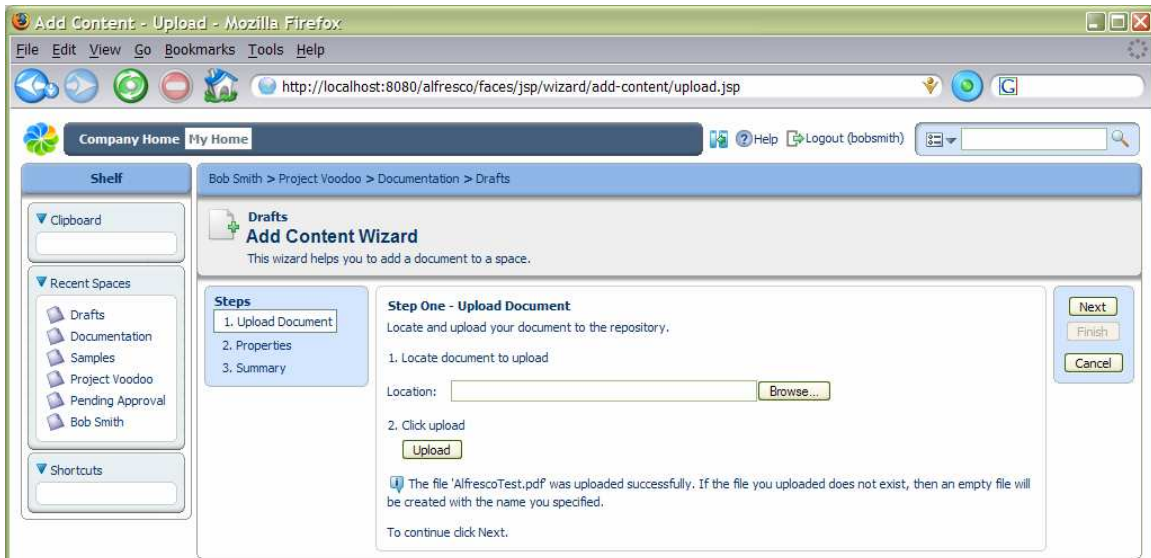 Add Content - Upload - Mozilla Firefox
File Edit View Go Bookmarks Tools Help
http://localhost:8080/alfresco/faces/jsp/wizard/add-content/upload.jsp
G
Company Home My Home
Help Logout (bobsmith)
Shelf
Bob Smith > Project Voodoo > Documentation > Drafts
Clipboard
Drafts
Add Content Wizard
This wizard helps you to add a document to a space.
Recent Spaces
Drafts
Documentation
Samples
Project Voodoo
Pending Approval
Bob Smith
Shortcuts
Steps
1. Upload Document
2. Properties
3. Summary
Step One - Upload Document
Locate and upload your document to the repository.
1. Locate document to upload
Location: Browse...
2. Click upload
Upload
The file 'AlfrescoTest.pdf' was uploaded successfully. If the file you uploaded does not exist, then an empty file will
be created with the name you specified.
To continue click Next.
Next
Finish
Cancel